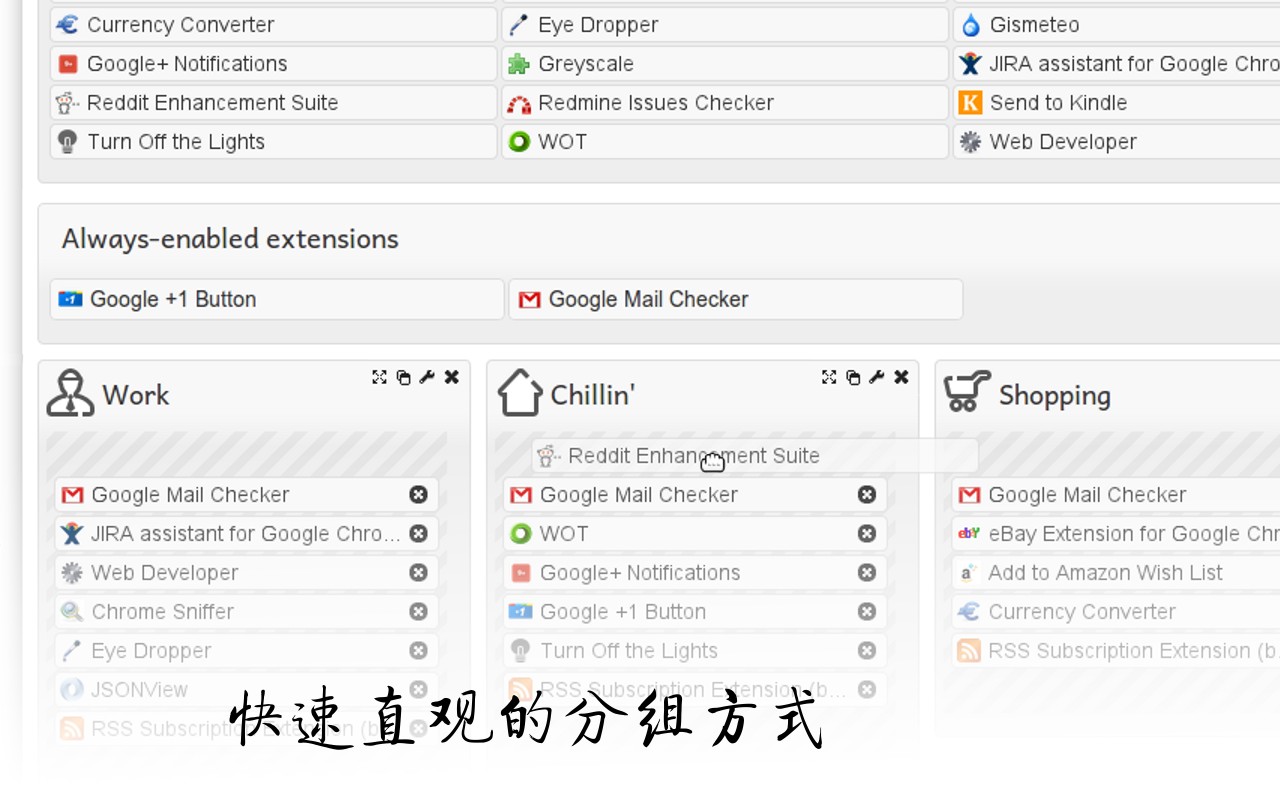 Currency Converter
Eye Dropper
Gismeteo
Google+ Notifications
Greyscale
JIRA assistant for Google Chro
Reddit Enhancement Suite
Redmine Issues Checker
Send to Kindle
Turn Off the Lights
WOT
Web Developer
Always-enabled extensions
Google +1 Button
Google Mail Checker
Work
Google Mail Checker
JIRA assistant for Google Chro...
Web Developer
Chrome Sniffer
Eye Dropper
JSONView
RSS Subscription Extension (b...
Chillin'
Reddit Enhancement Suite
Google Mail Checker
WOT
Google+ Notifications
Google +1 Button
Turn Off the Lights
RSS Subscription Extension (b...
Shopping
Google Mail Checker
eBay Extension for Google Chr
Add to Amazon Wish List
Currency Converter
RSS Subscription Extension (b.
快速直观的分组方式